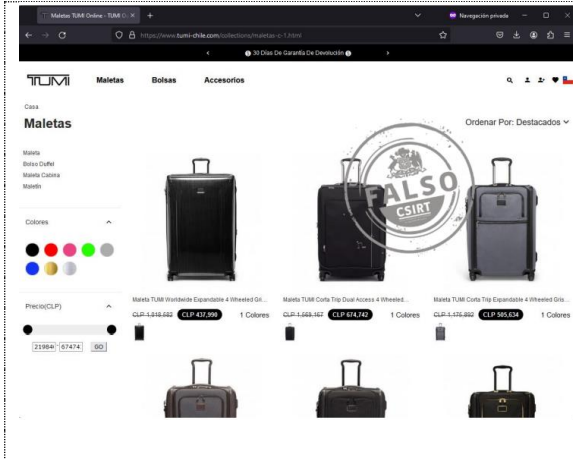 Maletas TUMI Online - TUMI O
Navegación privada
https://www.tumi-chile.com/collections/maletas-c-1.html
30 Días De Garantía De Devolución
TUMI
Maletas
Bolsas
Accesorios
Casa
Maletas
Ordenar Por: Destacados
Maleta
Bolso Duffel
Maleta Cabina
Maletín
FALSO
CSIRT
Colores
Precio(CLP)
67474
GO
Maleta TUMI Worldwide Expandable 4 Wheeled Gri...
CLP 437,990
1 Colores
Maleta TUMI Corta Trip Dual Access 4 Wheeled...
CLP 674,742
1 Colores
Maleta TUMI Corta Trip Expandable 4 Wheeled Gris...
CLP 505,634
1 Colores